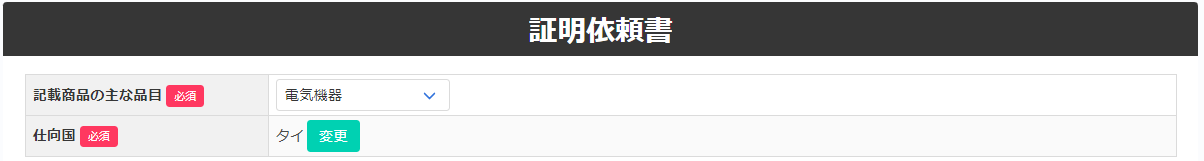 証明依頼書
記載商品の主な品目 必須 電気機器
仕向国 必須 タイ 変更